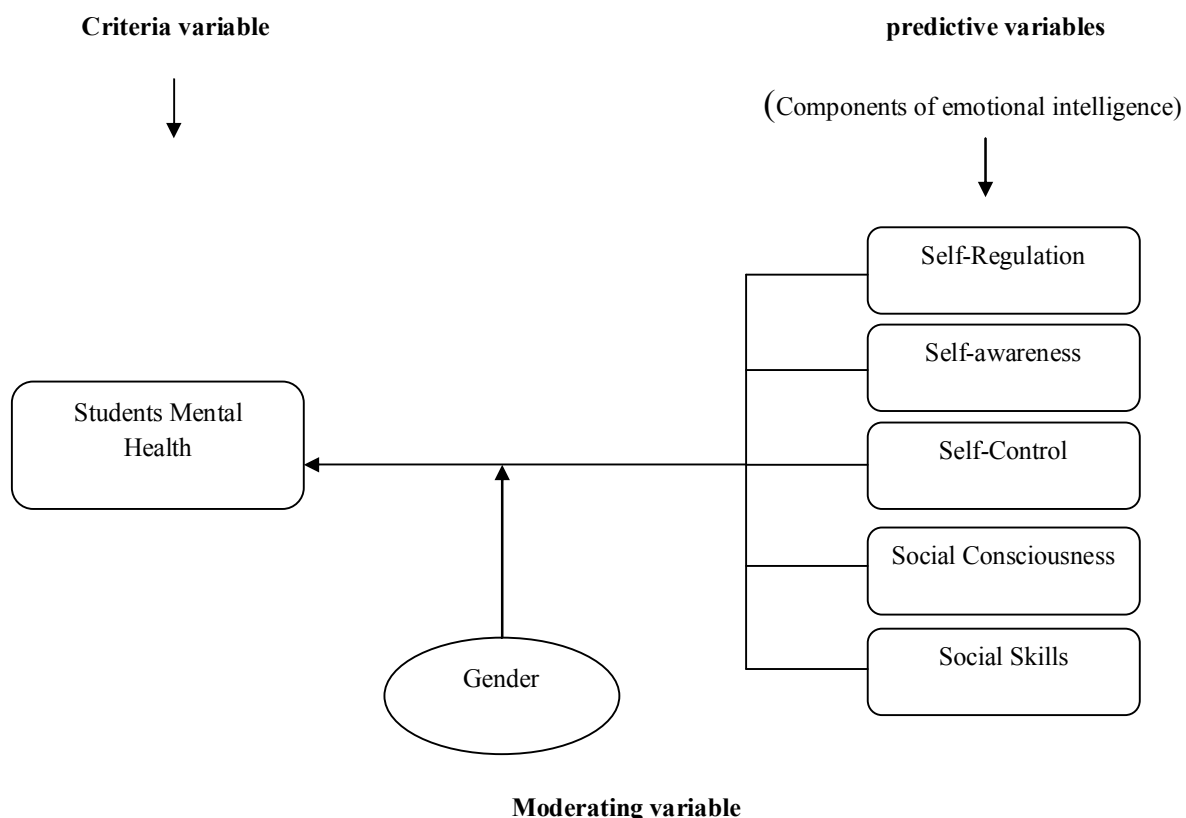 Criteria variable
predictive variables
(Components of emotional intelligence)
Self-Regulation
Self-awareness
Students Mental
Health
Self-Control
Social Consciousness
Social Skills
Gender
Moderating variable